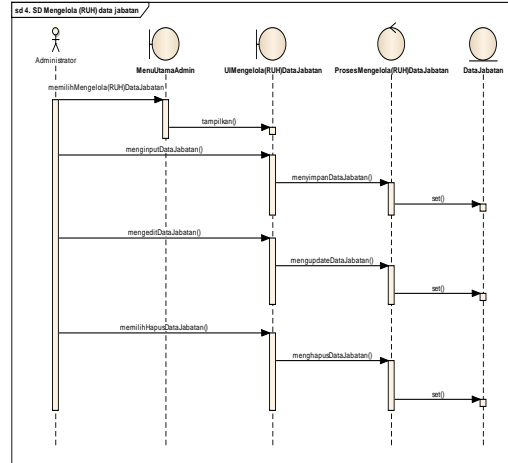 sd 4. SD Mengelola (RUH) data jabatan
Administrator
MenuUtamaAdmin
UIMengelola(RUH)DataJabatan
ProsesMengelola(RUH)DataJabatan
DataJabatan
memilihMengelola(RUH)DataJabatan
tampilkan()
menginputDataJabatan()
menyimpanDataJabatan()
set()
mengeditDataJabatan()
mengupdateDataJabatan()
set()
memilihHapusDataJabatan()
menghapusDataJabatan()
set()